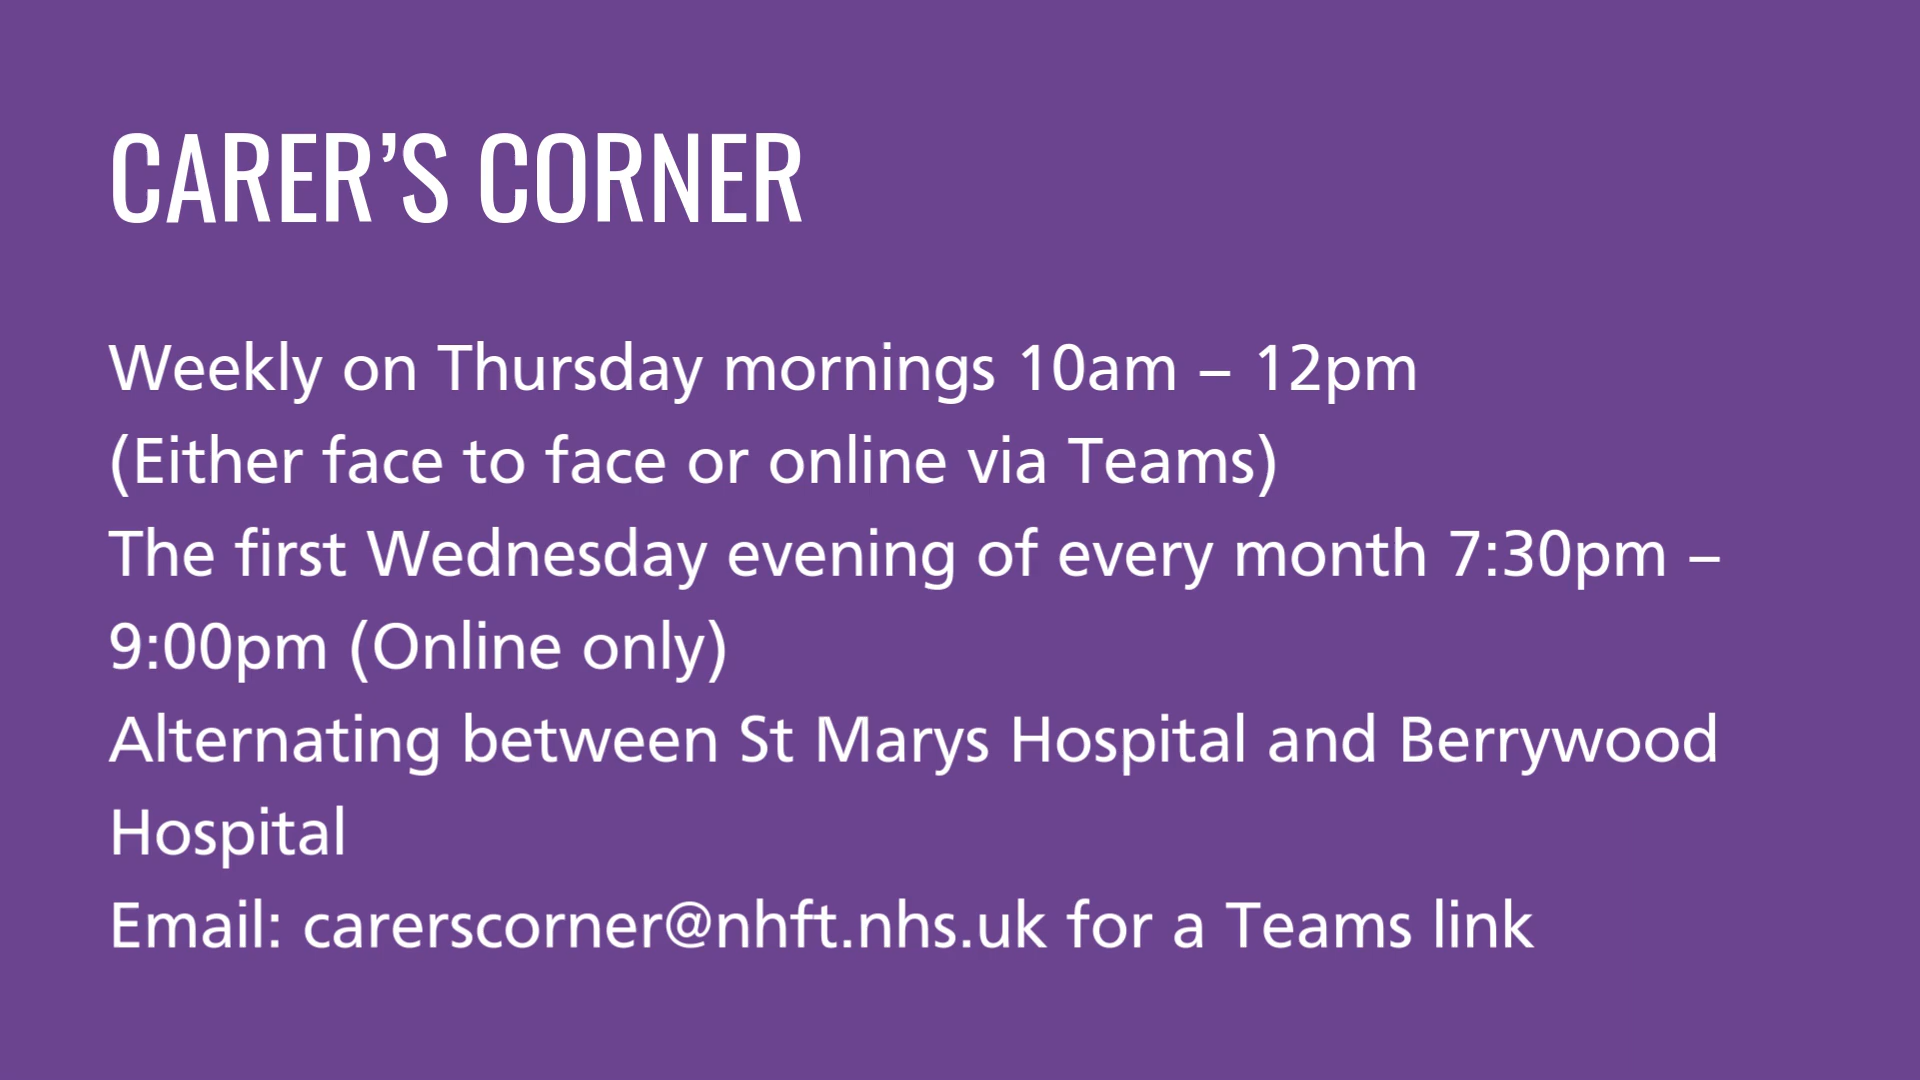 CARER’S CORNER
Weekly on Thursday mornings 10am – 12pm
(Either face to face or online via Teams)
The first Wednesday evening of every month 7:30pm –
9:00pm (Online only)
Alternating between St Marys Hospital and Berrywood
Hospital
Email: carerscorner@nhft.nhs.uk for a Teams link